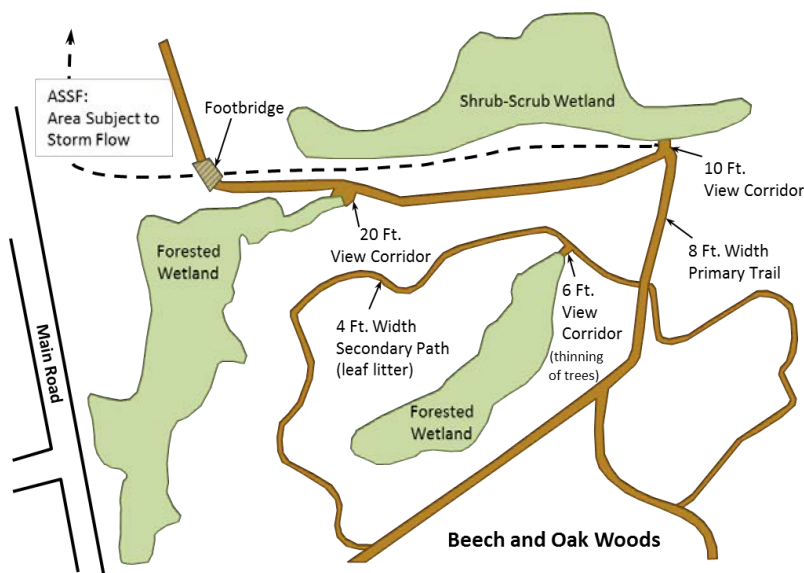 ASSF:
Area Subject to
Storm Flow
Footbridge
Shrub-Scrub Wetland
10 Ft.
View Corridor
20 Ft.
View Corridor
Forested
Wetland
8 Ft. Width
Primary Trail
6 Ft.
View
Corridor
(thinning
of trees)
4 Ft. Width
Secondary Path
(leaf litter)
Main Road
Forested
Wetland
Beech and Oak Woods